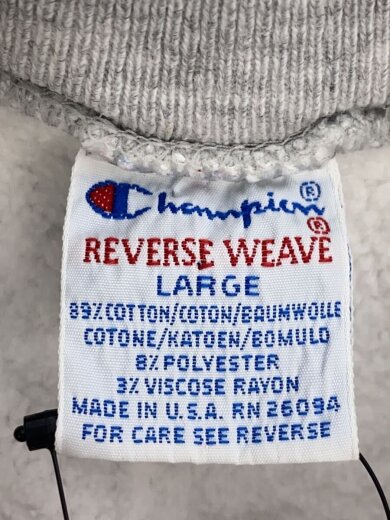 Champion®
REVERSE WEAVE®
LARGE
89% COTTON/COTON/BAUMWOLLE
COTONE/KATOEN/BOMULD
8% POLYESTER
3% VISCOSE RAYON
MADE IN U.S.A. RN 26094
FOR CARE SEE REVERSE